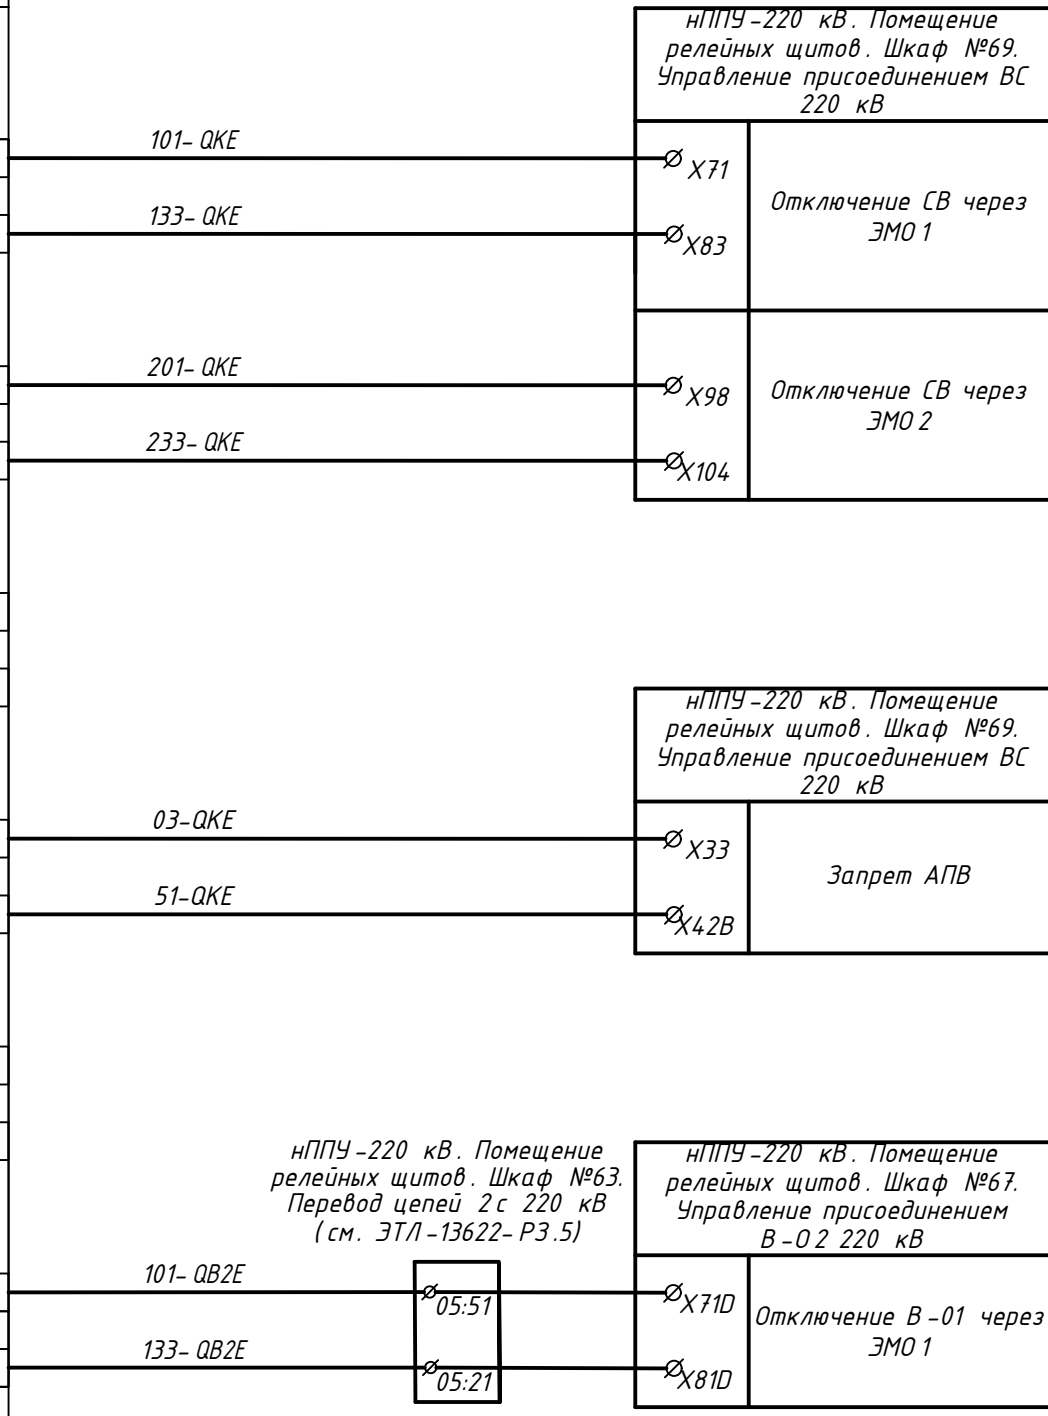 нППУ-220 кВ. Помещение
релейных щитов. Шкаф №69.
Управление присоединением ВС
220 кВ
101-QKE
X71
Отключение СВ через
ЭМО 1
133-QKE
X83
201-QKE
X98
Отключение СВ через
ЭМО 2
233-QKE
X104
нППУ-220 кВ. Помещение
релейных щитов. Шкаф №69.
Управление присоединением ВС
220 кВ
03-QKE
X33
Запрет АПВ
51-QKE
X42B
нППУ-220 кВ. Помещение
релейных щитов. Шкаф №63.
Перевод цепей 2с 220 кВ
(см. ЭТЛ-13622-РЗ.5)
нППУ-220 кВ. Помещение
релейных щитов. Шкаф №67.
Управление присоединением
В-О2 220 кВ
101-QB2E
05:51
X71D
Отключение В-01 через
ЭМО 1
133-QB2E
05:21
X81D